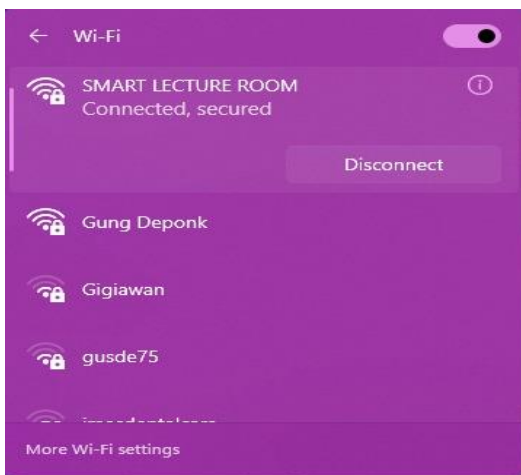 Wi-Fi
SMART LECTURE ROOM
Connected, secured
Disconnect
Gung Deponk
Gigiawan
gusde75
More Wi-Fi settings